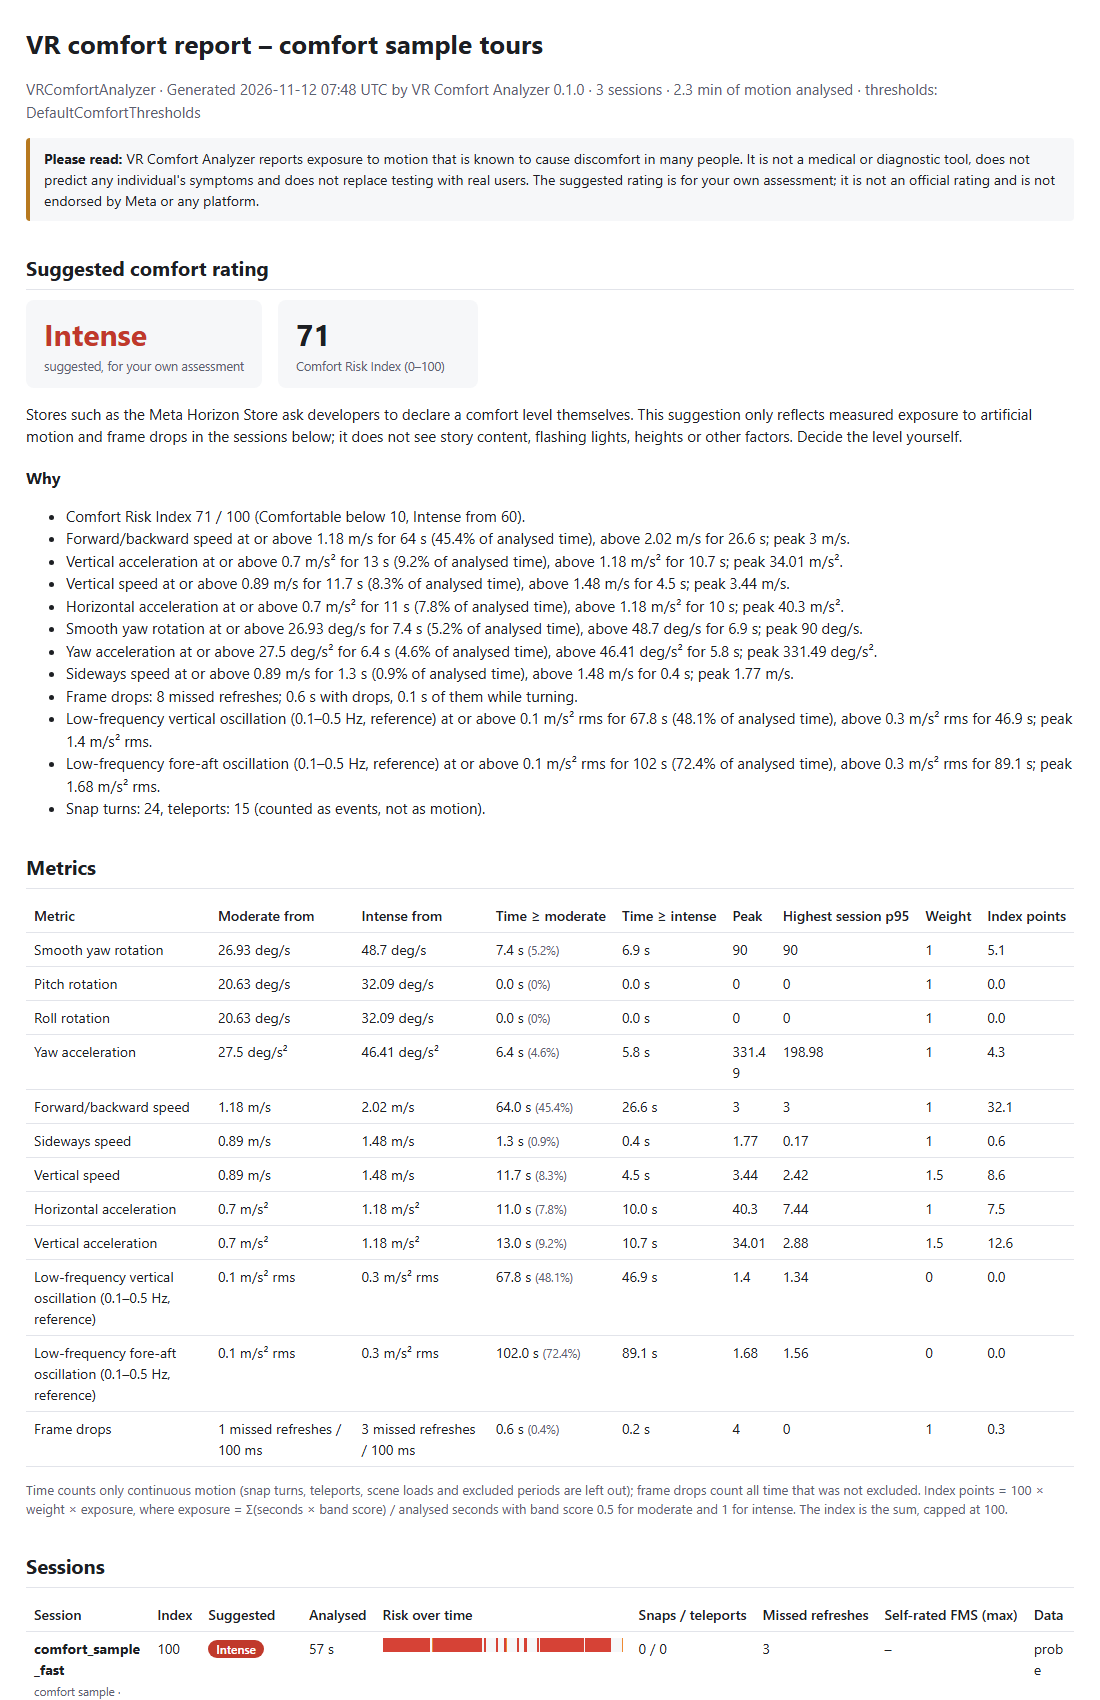 VR comfort report – comfort sample tours
VRComfortAnalyzer · Generated 2026-11-12 07:48 UTC by VR Comfort Analyzer 0.1.0 · 3 sessions · 2.3 min of motion analysed · thresholds:
DefaultComfortThresholds
Please read: VR Comfort Analyzer reports exposure to motion that is known to cause discomfort in many people. It is not a medical or diagnostic tool, does not
predict any individual's symptoms and does not replace testing with real users. The suggested rating is for your own assessment; it is not an official rating and is not
endorsed by Meta or any platform.
Suggested comfort rating
Intense
suggested, for your own assessment
71
Comfort Risk Index (0–100)
Stores such as the Meta Horizon Store ask developers to declare a comfort level themselves. This suggestion only reflects measured exposure to artificial
motion and frame drops in the sessions below; it does not see story content, flashing lights, heights or other factors. Decide the level yourself.
Why
• Comfort Risk Index 71 / 100 (Comfortable below 10, Intense from 60).
• Forward/backward speed at or above 1.18 m/s for 64 s (45.4% of analysed time), above 2.02 m/s for 26.6 s; peak 3 m/s.
• Vertical acceleration at or above 0.7 m/s² for 13 s (9.2% of analysed time), above 1.18 m/s² for 10.7 s; peak 34.01 m/s².
• Vertical speed at or above 0.89 m/s for 11.7 s (8.3% of analysed time), above 1.48 m/s for 4.5 s; peak 3.44 m/s.
• Horizontal acceleration at or above 0.7 m/s² for 11 s (7.8% of analysed time), above 1.18 m/s² for 10 s; peak 40.3 m/s².
• Smooth yaw rotation at or above 26.93 deg/s for 7.4 s (5.2% of analysed time), above 48.7 deg/s for 6.9 s; peak 90 deg/s.
• Yaw acceleration at or above 27.5 deg/s² for 6.4 s (4.6% of analysed time), above 46.41 deg/s² for 5.8 s; peak 331.49 deg/s².
• Sideways speed at or above 0.89 m/s for 1.3 s (0.9% of analysed time), above 1.48 m/s for 0.4 s; peak 1.77 m/s.
• Frame drops: 8 missed refreshes; 0.6 s with drops, 0.1 s of them while turning.
• Low-frequency vertical oscillation (0.1–0.5 Hz, reference) at or above 0.1 m/s² rms for 67.8 s (48.1% of analysed time), above 0.3 m/s² rms for 46.9 s; peak
1.4 m/s² rms.
• Low-frequency fore-aft oscillation (0.1–0.5 Hz, reference) at or above 0.1 m/s² rms for 102 s (72.4% of analysed time), above 0.3 m/s² rms for 89.1 s; peak
1.68 m/s² rms.
• Snap turns: 24, teleports: 15 (counted as events, not as motion).
Metrics
Metric Moderate from Intense from Time ≥ moderate Time ≥ intense Peak Highest session p95 Weight Index points
Smooth yaw rotation 26.93 deg/s 48.7 deg/s 7.4 s (5.2%) 6.9 s 90 90 1 5.1
Pitch rotation 20.63 deg/s 32.09 deg/s 0.0 s (0%) 0.0 s 0 0 1 0.0
Roll rotation 20.63 deg/s 32.09 deg/s 0.0 s (0%) 0.0 s 0 0 1 0.0
Yaw acceleration 27.5 deg/s² 46.41 deg/s² 6.4 s (4.6%) 5.8 s 331.4 198.98 1 4.3
9
Forward/backward speed 1.18 m/s 2.02 m/s 64.0 s (45.4%) 26.6 s 3 3 1 32.1
Sideways speed 0.89 m/s 1.48 m/s 1.3 s (0.9%) 0.4 s 1.77 0.17 1 0.6
Vertical speed 0.89 m/s 1.48 m/s 11.7 s (8.3%) 4.5 s 3.44 2.42 1.5 8.6
Horizontal acceleration 0.7 m/s² 1.18 m/s² 11.0 s (7.8%) 10.0 s 40.3 7.44 1 7.5
Vertical acceleration 0.7 m/s² 1.18 m/s² 13.0 s (9.2%) 10.7 s 34.01 2.88 1.5 12.6
Low-frequency vertical 0.1 m/s² rms 0.3 m/s² rms 67.8 s (48.1%) 46.9 s 1.4 1.34 0 0.0
oscillation (0.1–0.5 Hz,
reference)
Low-frequency fore-aft 0.1 m/s² rms 0.3 m/s² rms 102.0 s (72.4%) 89.1 s 1.68 1.56 0 0.0
oscillation (0.1–0.5 Hz,
reference)
Frame drops 1 missed refreshes / 3 missed refreshes 0.6 s (0.4%) 0.2 s 4 0 1 0.3
100 ms / 100 ms
Time counts only continuous motion (snap turns, teleports, scene loads and excluded periods are left out); frame drops count all time that was not excluded. Index points = 100 ×
weight × exposure, where exposure = Σ(seconds × band score) / analysed seconds with band score 0.5 for moderate and 1 for intense. The index is the sum, capped at 100.
Sessions
Session Index Suggested Analysed Risk over time Snaps / teleports Missed refreshes Self-rated FMS (max) Data
comfort_sample 100 Intense 57 s 0 / 0 3 – prob
_fast e
comfort sample ·